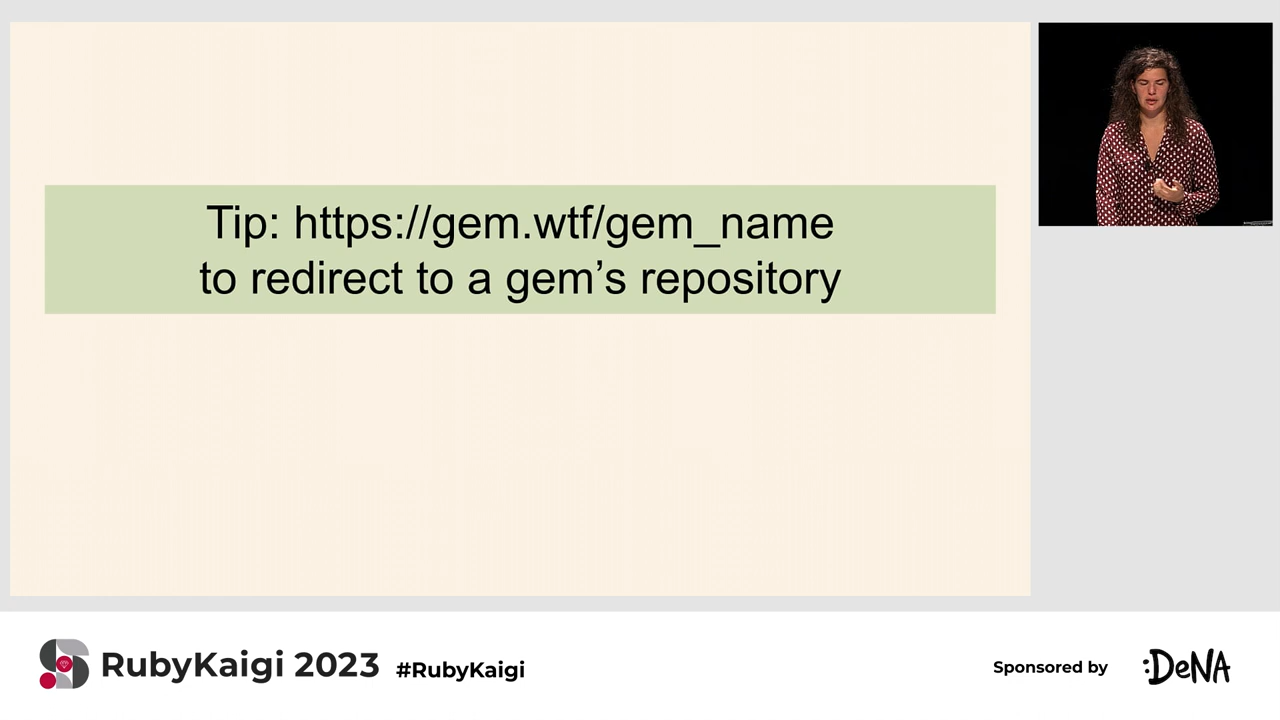 Tip: https://gem.wtf/gem_name
to redirect to a gem’s repository
RubyKaigi 2023 #RubyKaigi
Sponsored by :DeNA